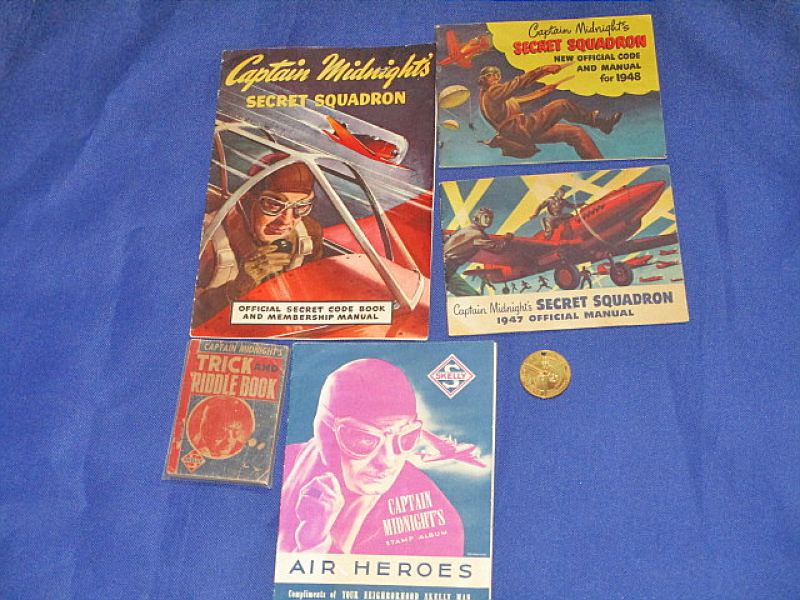 Captain Midnight's
SECRET SQUADRON
OFFICIAL SECRET CODE BOOK
AND MEMBERSHIP MANUAL
Captain Midnight's
SECRET SQUADRON
NEW OFFICIAL CODE
AND MANUAL
for 1948
Captain Midnight's SECRET SQUADRON
1947 OFFICIAL MANUAL
CAPTAIN MIDNIGHT'S
TRICK AND
RIDDLE BOOK
SKELLY
S
CAPTAIN
MIDNIGHT'S
STAMP ALBUM
AIR HEROES
Compliments of YOUR NEIGHBORHOOD SKELLY MAN